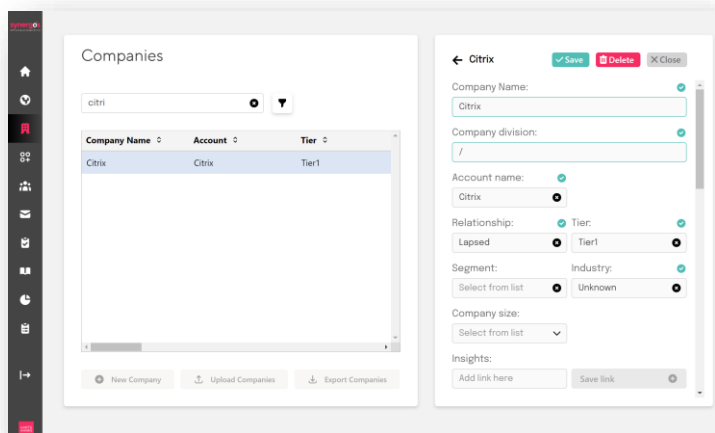 synergos
Companies
citri
Company Name Account Tier
Citrix Citrix Tier1
New Company Upload Companies Export Companies
Citrix Save Delete Close
Company Name:
Citrix
Company division:
/
Account name:
Citrix
Relationship: Tier:
Lapsed Tier1
Segment: Industry:
Select from list Unknown
Company size:
Select from list
Insights:
Add link here Save link